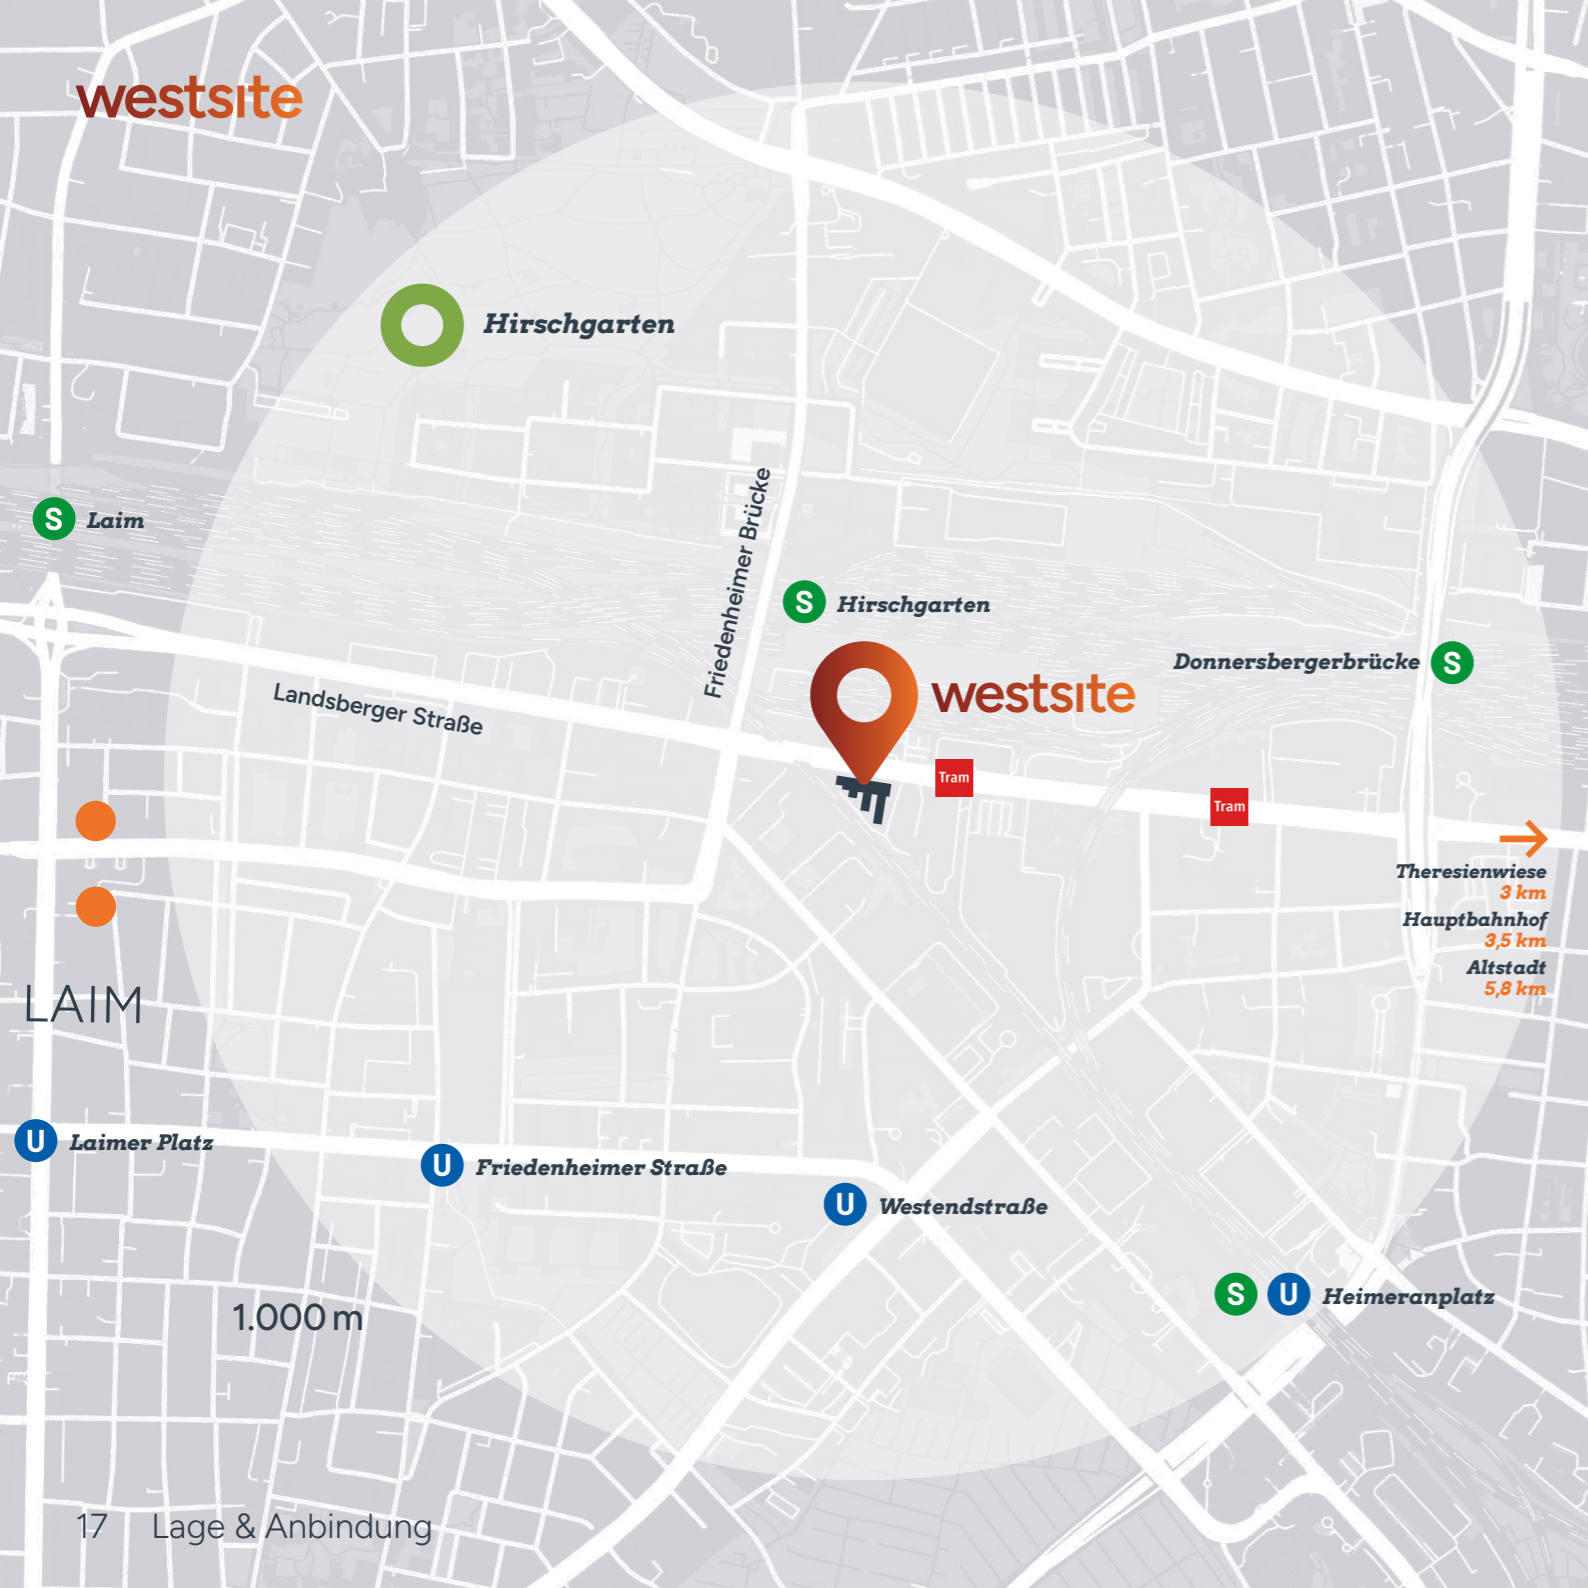 westsite
Hirschgarten
Friedenheimer Brücke
S Laim
S Hirschgarten
Donnersbergerbrücke S
westsite
Landsberger Straße
Tram
Tram
Theresienwiese
3 km
Hauptbahnhof
3,5 km
Altstadt
5,8 km
LAIM
U Laimer Platz
U Friedenheimer Straße
U Westendstraße
S U Heimeranplatz
1.000 m
17 Lage & Anbindung